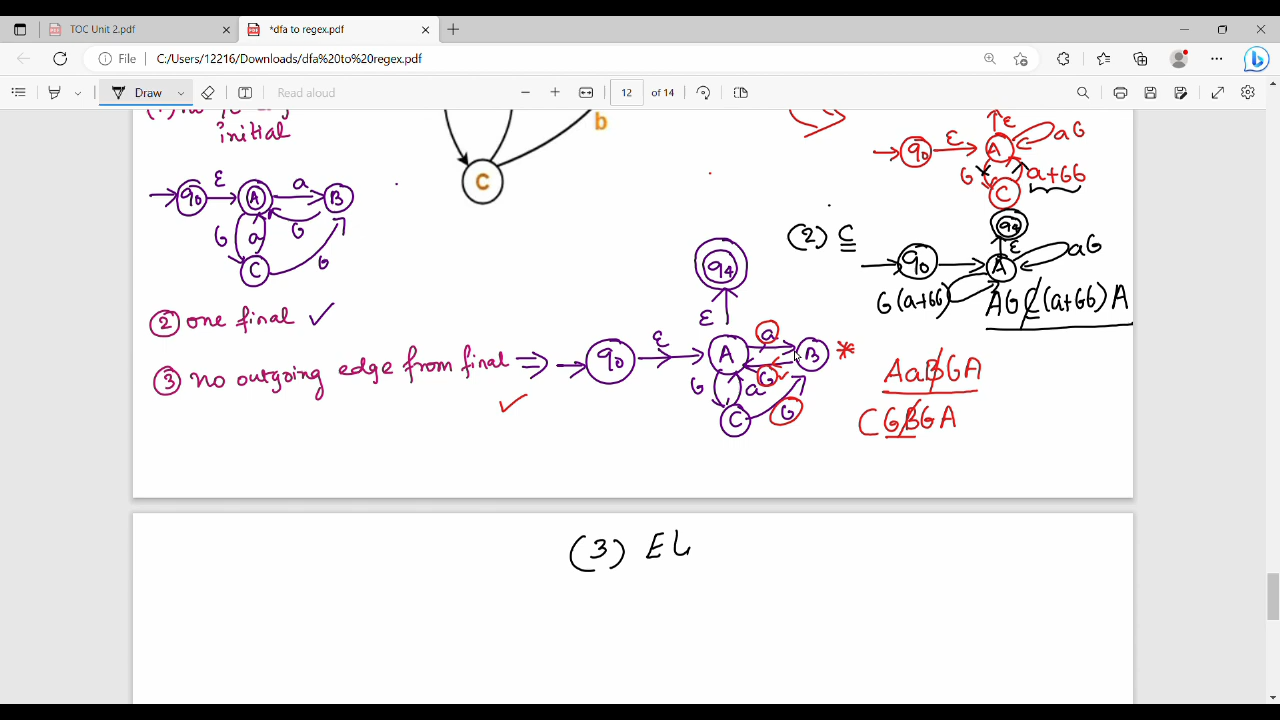 TOC Unit 2.pdf
*dfa to regex.pdf
File
C:/Users/12216/Downloads/dfa%20to%20regex.pdf
Draw
Read aloud
12 of 14
initial
b
C
q0 ε A a B
b a b
C b
ε
q0 ε A ab
b a+bb
C
(2) C
q4
ε
q0 A ab
b(a+bb)
AbC(a+bb)A
q4
ε
② one final ✓
③ no outgoing edge from final ⇒
✓
q0 ε A a B *
b a b ✓
C b
AaBbA
CbBbA
(3) El